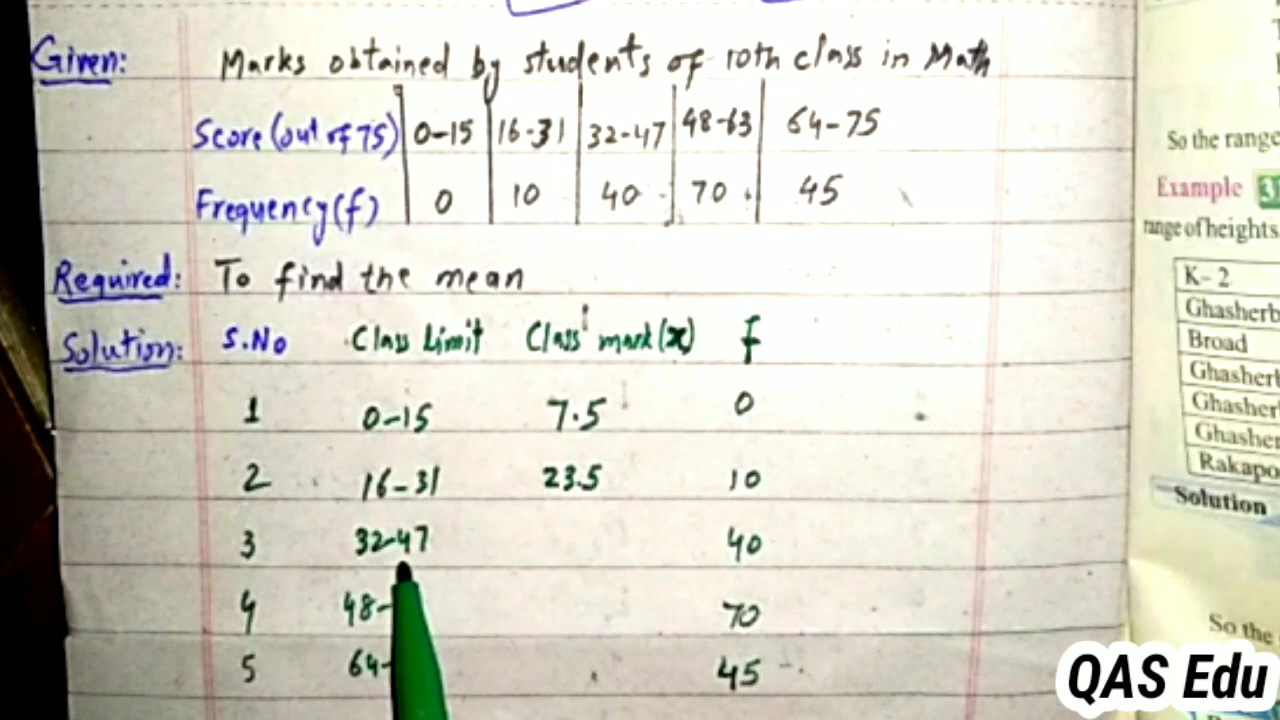 Given: Marks obtained by students of 10th class in Math
Score (out of 75) 0-15 16-31 32-47 48-63 64-75
Frequency (f) 0 10 40 70 45
Required: To find the mean
Solution: S.No Class Limit Class mark (x) f
1 0-15 7.5 0
2 16-31 23.5 10
3 32-47 40
4 48- 70
5 64- 45
So the range
Example
range of heights
K-2
Ghasherb
Broad
Ghasherb
Ghasher
Ghasher
Rakapo
Solution
So the
QAS Edu